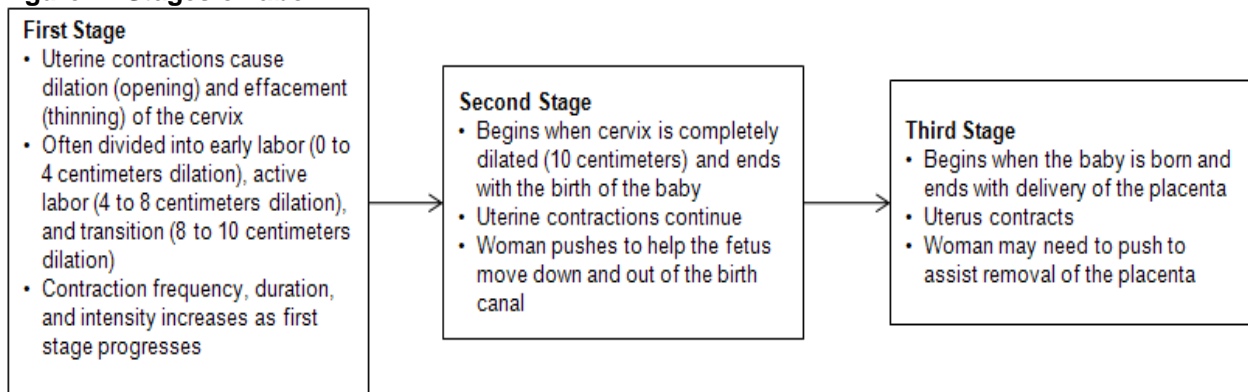 First Stage
• Uterine contractions cause
dilation (opening) and effacement
(thinning) of the cervix
• Often divided into early labor (0 to
4 centimeters dilation), active
labor (4 to 8 centimeters dilation),
and transition (8 to 10 centimeters
dilation)
• Contraction frequency, duration,
and intensity increases as first
stage progresses
Second Stage
• Begins when cervix is completely
dilated (10 centimeters) and ends
with the birth of the baby
• Uterine contractions continue
• Woman pushes to help the fetus
move down and out of the birth
canal
Third Stage
• Begins when the baby is born and
ends with delivery of the placenta
• Uterus contracts
• Woman may need to push to
assist removal of the placenta